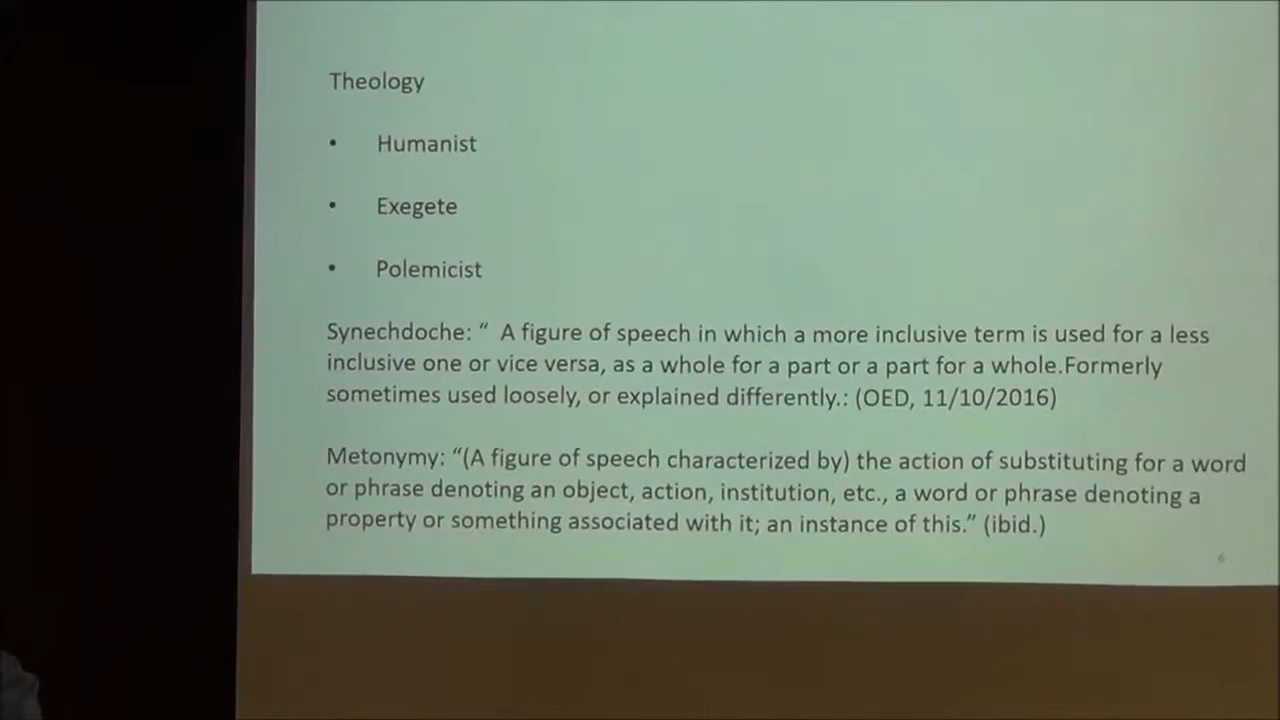 Theology
• Humanist
• Exegete
• Polemicist
Synechdoche: “ A figure of speech in which a more inclusive term is used for a less
inclusive one or vice versa, as a whole for a part or a part for a whole.Formerly
sometimes used loosely, or explained differently.: (OED, 11/10/2016)
Metonymy: “(A figure of speech characterized by) the action of substituting for a word
or phrase denoting an object, action, institution, etc., a word or phrase denoting a
property or something associated with it; an instance of this.” (ibid.)
6